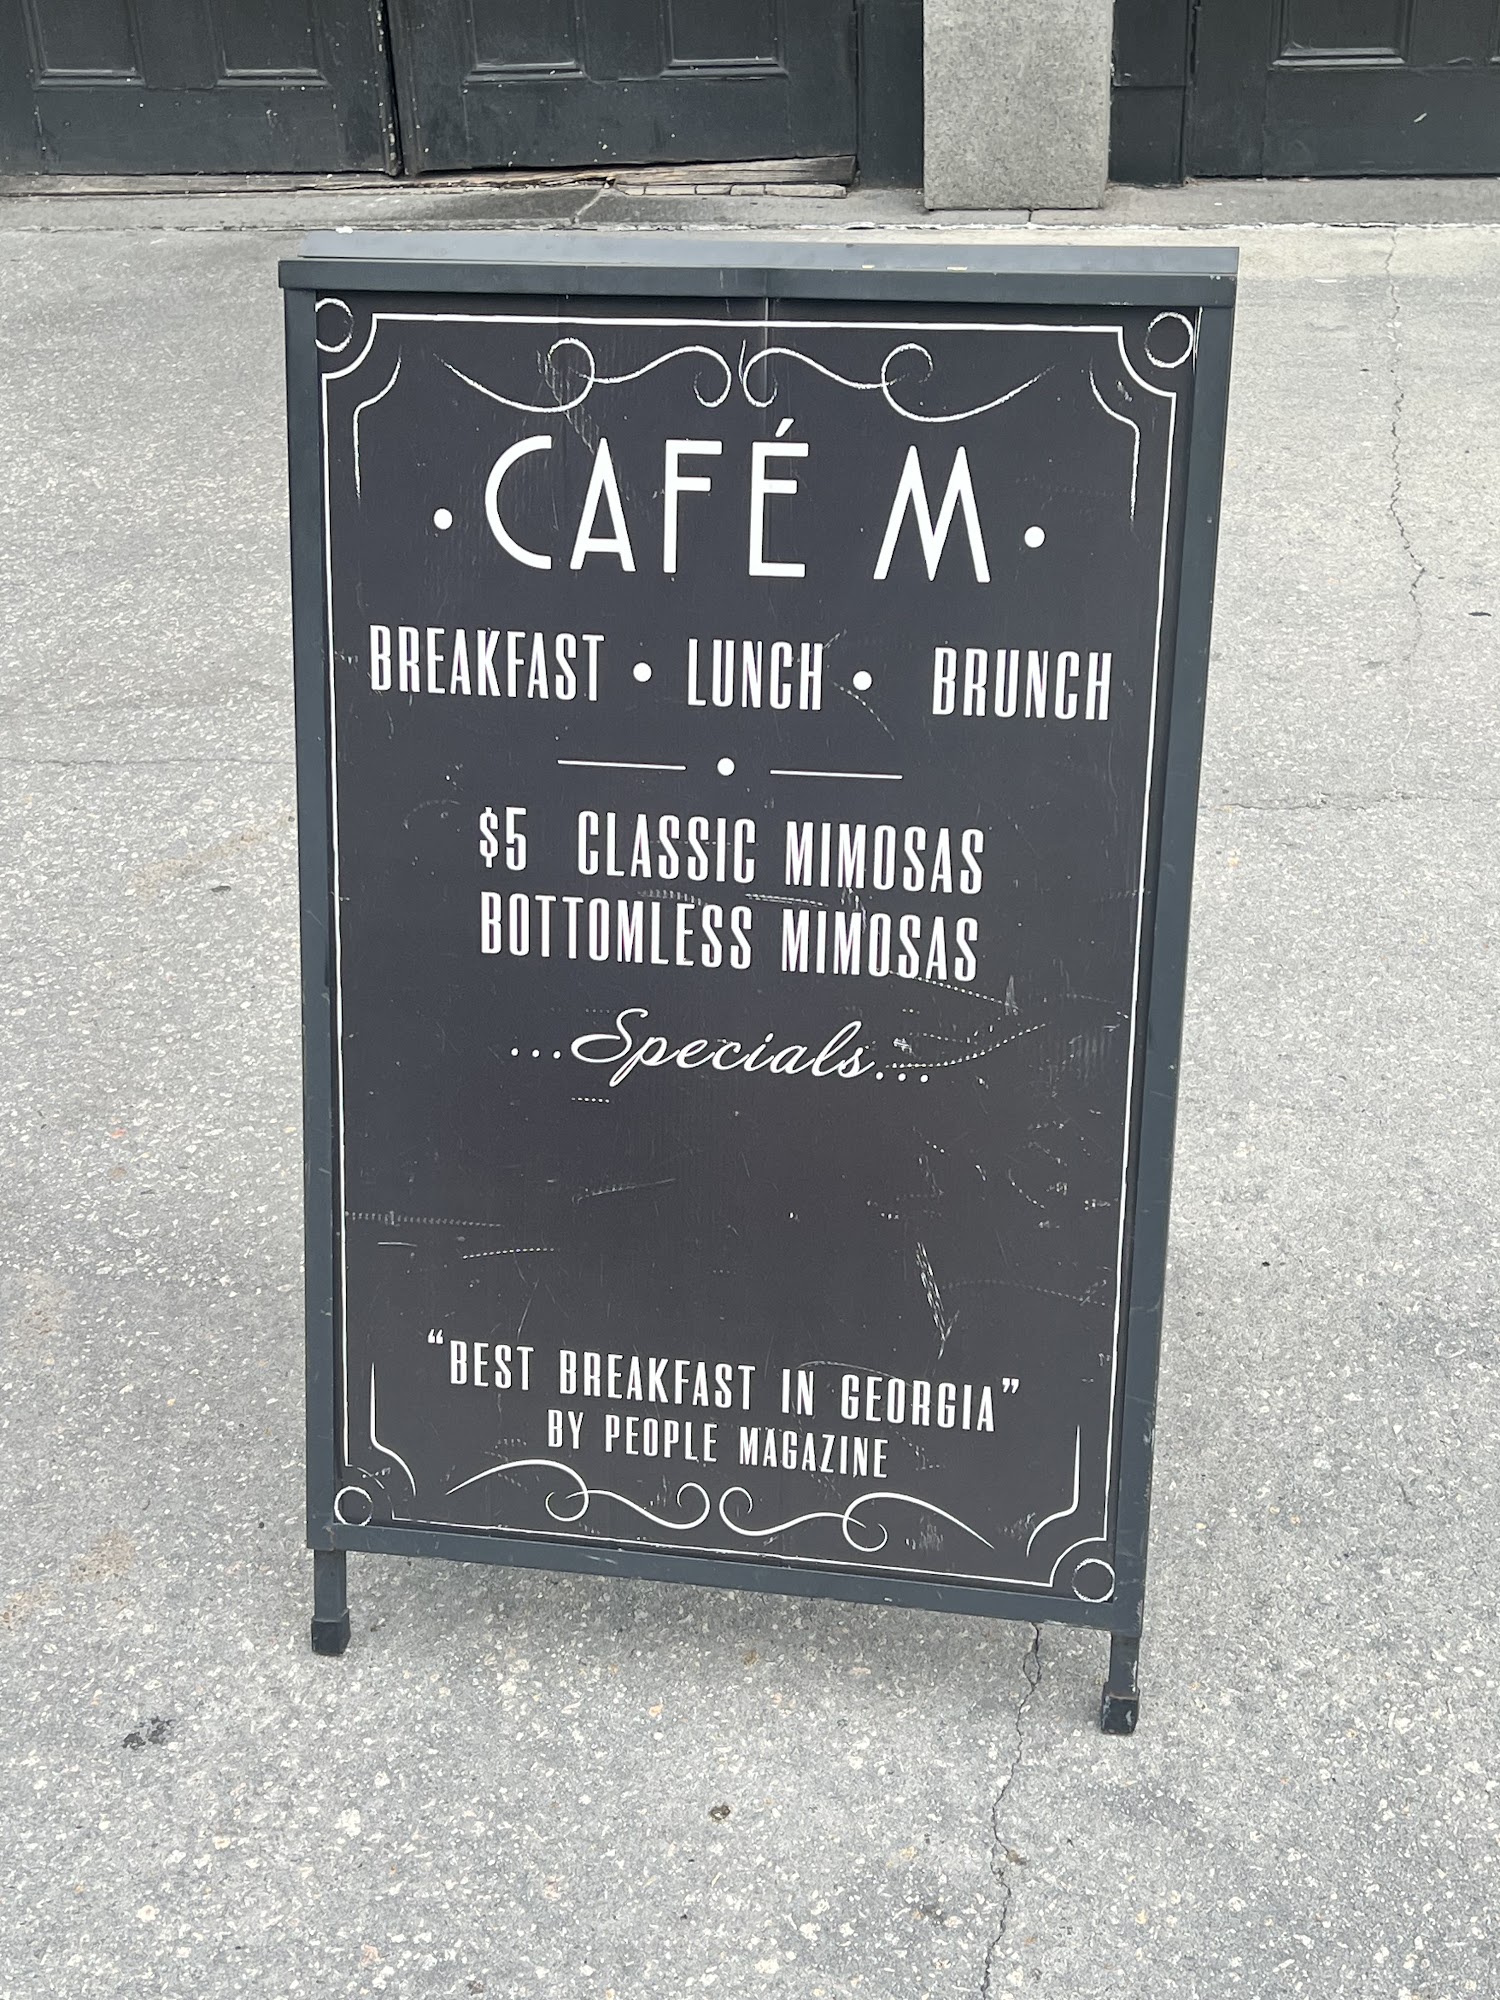 · CAFÉ M ·
BREAKFAST • LUNCH • BRUNCH
$5 CLASSIC MIMOSAS
BOTTOMLESS MIMOSAS
...Specials...
“BEST BREAKFAST IN GEORGIA”
BY PEOPLE MAGAZINE